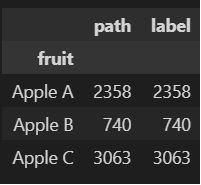 path label
fruit
Apple A 2358 2358
Apple B 740 740
Apple C 3063 3063